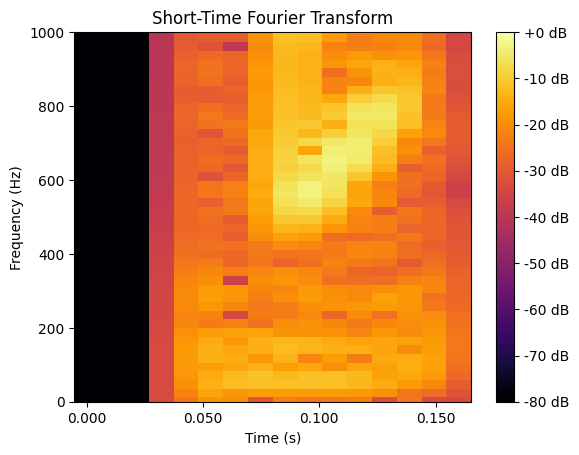 Short-Time Fourier Transform
1000
800
600
400
200
0
Frequency (Hz)
0.000
0.050
0.100
0.150
Time (s)
+0 dB
-10 dB
-20 dB
-30 dB
-40 dB
-50 dB
-60 dB
-70 dB
-80 dB